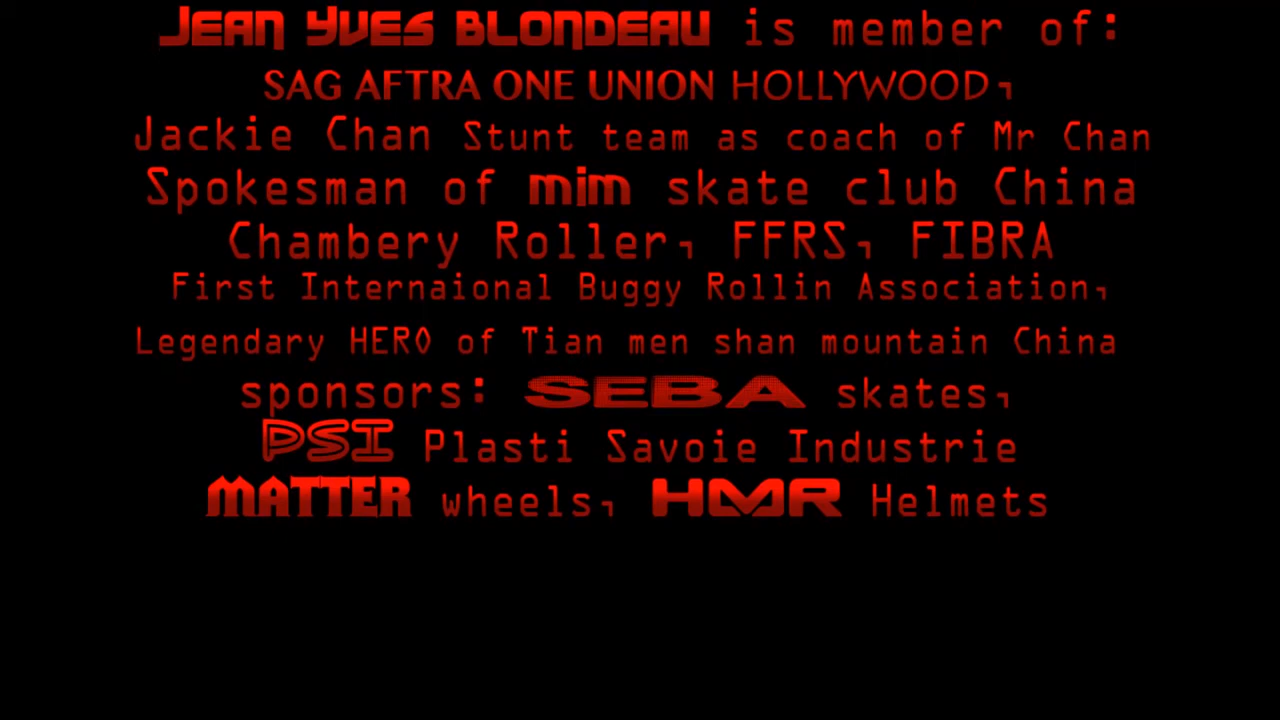 Jean Yves Blondeau is member of:
SAG AFTRA ONE UNION HOLLYWOOD,
Jackie Chan Stunt team as coach of Mr Chan
Spokesman of mim skate club China
Chambery Roller, FFRS, FIBRA
First Internaional Buggy Rollin Association,
Legendary HERO of Tian men shan mountain China
sponsors: SEBA skates,
PSI Plasti Savoie Industrie
MATTER wheels, HMR Helmets